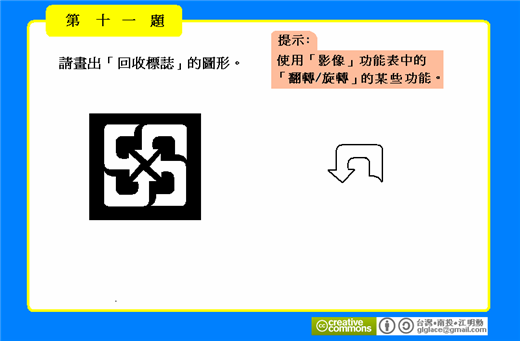 第十一題
請畫出「回收標誌」的圖形。
提示:
使用「影像」功能表中的
「翻轉/旋轉」的某些功能。
creative commons
台灣•南投•江明勳
glglace@gmail.com